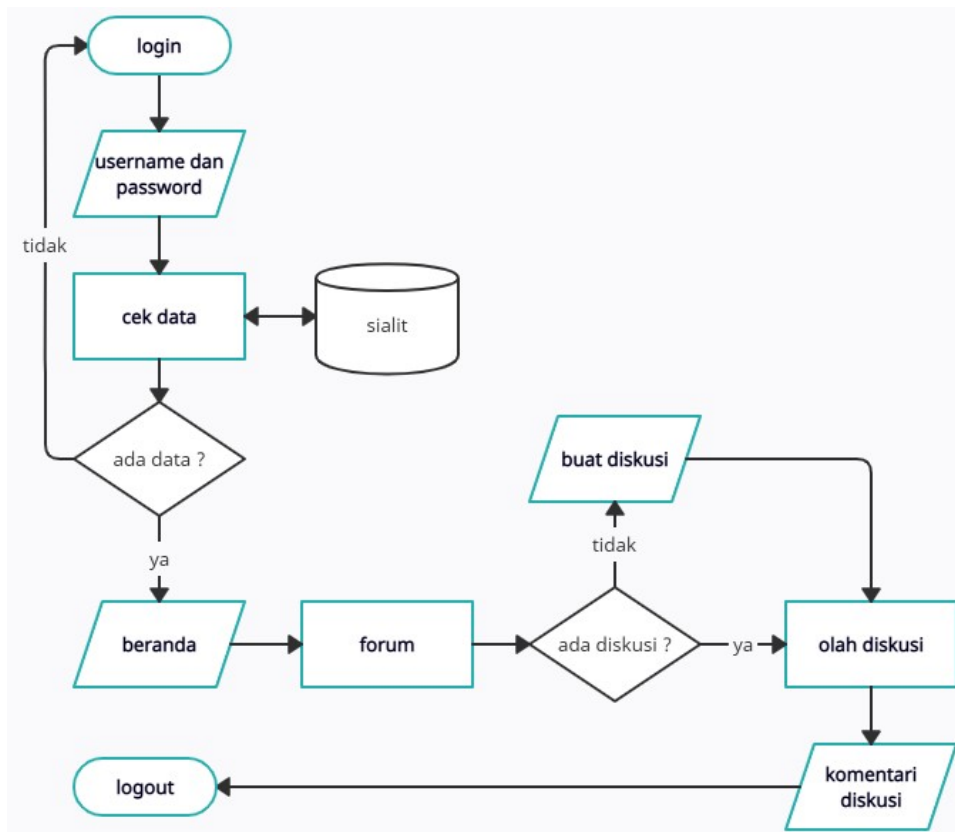 login
username dan
password
tidak
cek data
sialit
ada data ?
ya
buat diskusi
tidak
beranda
forum
ada diskusi ?
ya
olah diskusi
komentari
diskusi
logout